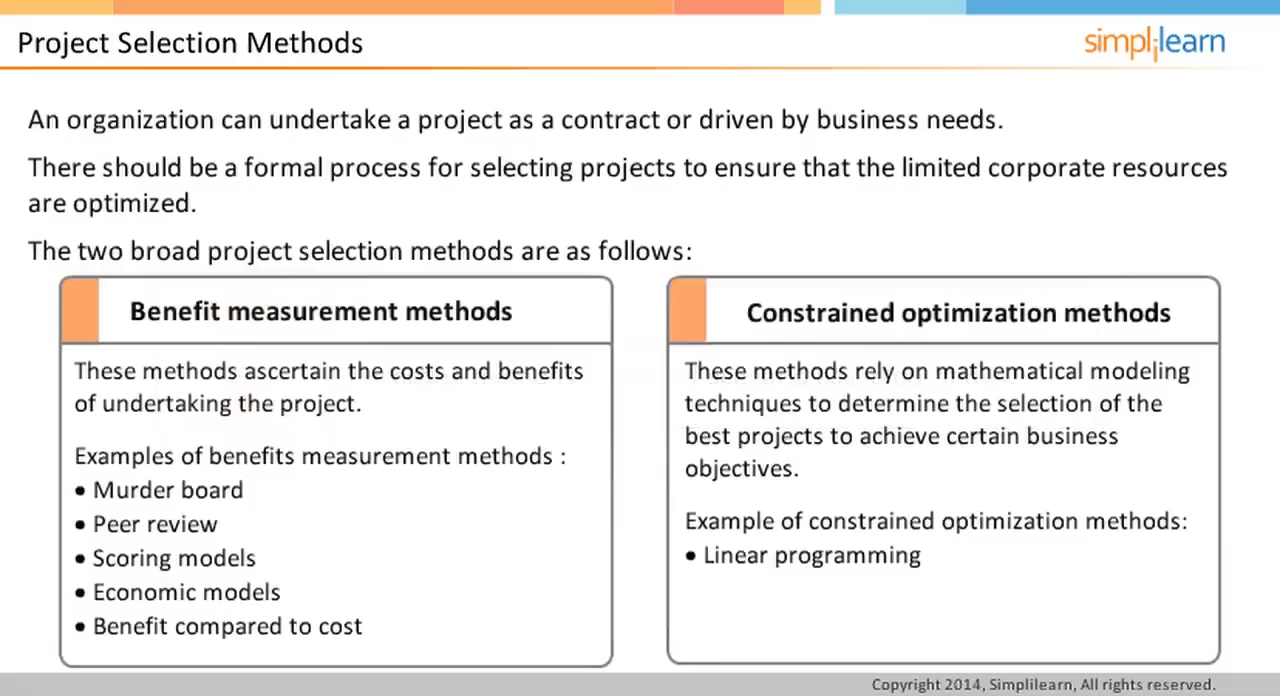 Project Selection Methods
simplilearn
An organization can undertake a project as a contract or driven by business needs.
There should be a formal process for selecting projects to ensure that the limited corporate resources
are optimized.
The two broad project selection methods are as follows:
Benefit measurement methods
These methods ascertain the costs and benefits
of undertaking the project.
Examples of benefits measurement methods :
• Murder board
• Peer review
• Scoring models
• Economic models
• Benefit compared to cost
Constrained optimization methods
These methods rely on mathematical modeling
techniques to determine the selection of the
best projects to achieve certain business
objectives.
Example of constrained optimization methods:
• Linear programming
Copyright 2014, Simplilearn, All rights reserved.